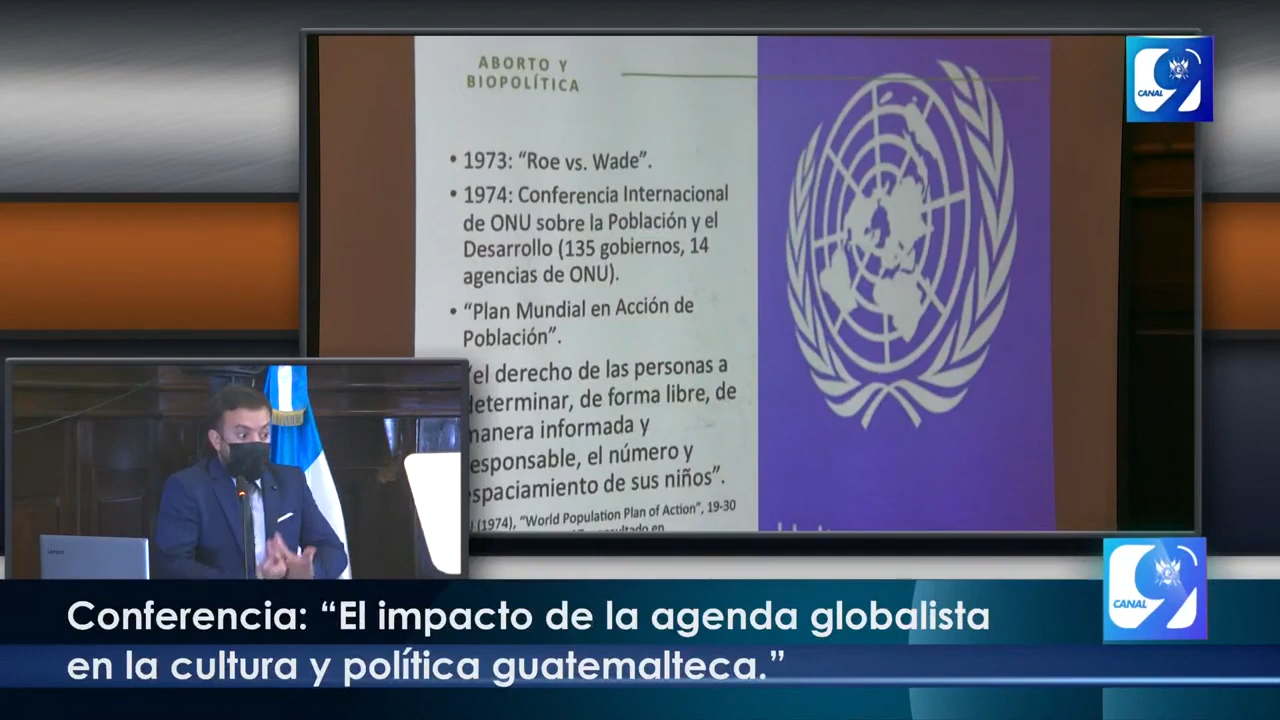 ABORTO Y
BIOPOLÍTICA
• 1973: “Roe vs. Wade”.
• 1974: Conferencia Internacional
de ONU sobre la Población y el
Desarrollo (135 gobiernos, 14
agencias de ONU).
• “Plan Mundial en Acción de
Población”.
“el derecho de las personas a
determinar, de forma libre, de
manera informada y
responsable, el número y
espaciamiento de sus niños”.
(1974), “World Population Plan of Action”, 19-30
CANAL 9
LENOVO
CANAL 9
Conferencia: “El impacto de la agenda globalista
en la cultura y política guatemalteca.”